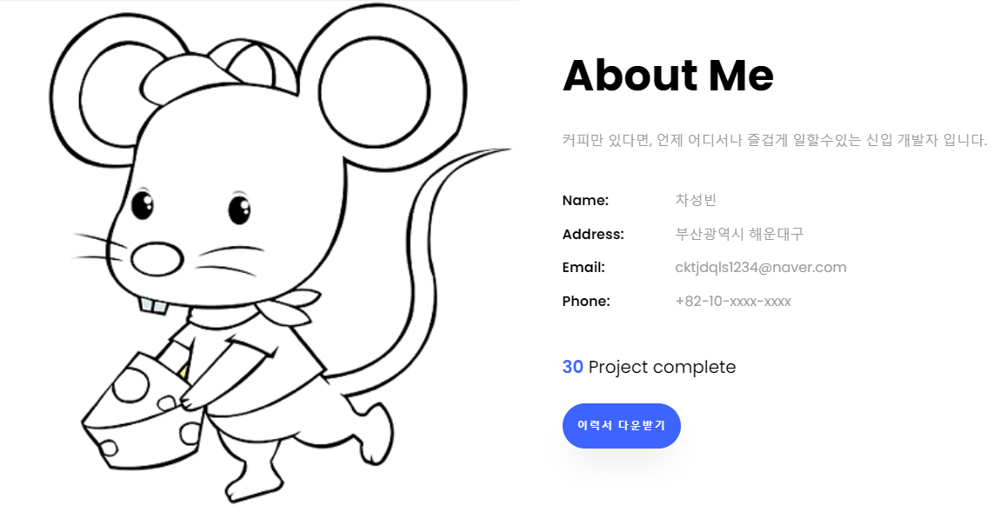 About Me
커피만 있다면, 언제 어디서나 즐겁게 일할수있는 신입 개발자 입니다.
Name: 차성빈
Address: 부산광역시 해운대구
Email: cktjdqls1234@naver.com
Phone: +82-10-xxxx-xxxx
30 Project complete
이력서 다운받기